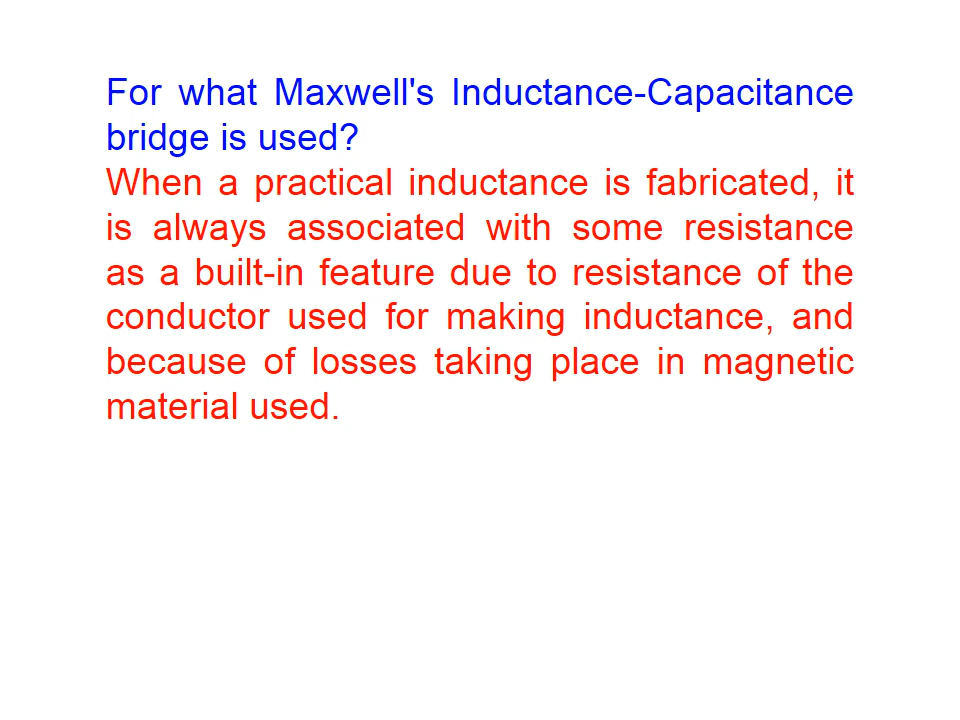 For what Maxwell's Inductance-Capacitance
bridge is used?
When a practical inductance is fabricated, it
is always associated with some resistance
as a built-in feature due to resistance of the
conductor used for making inductance, and
because of losses taking place in magnetic
material used.